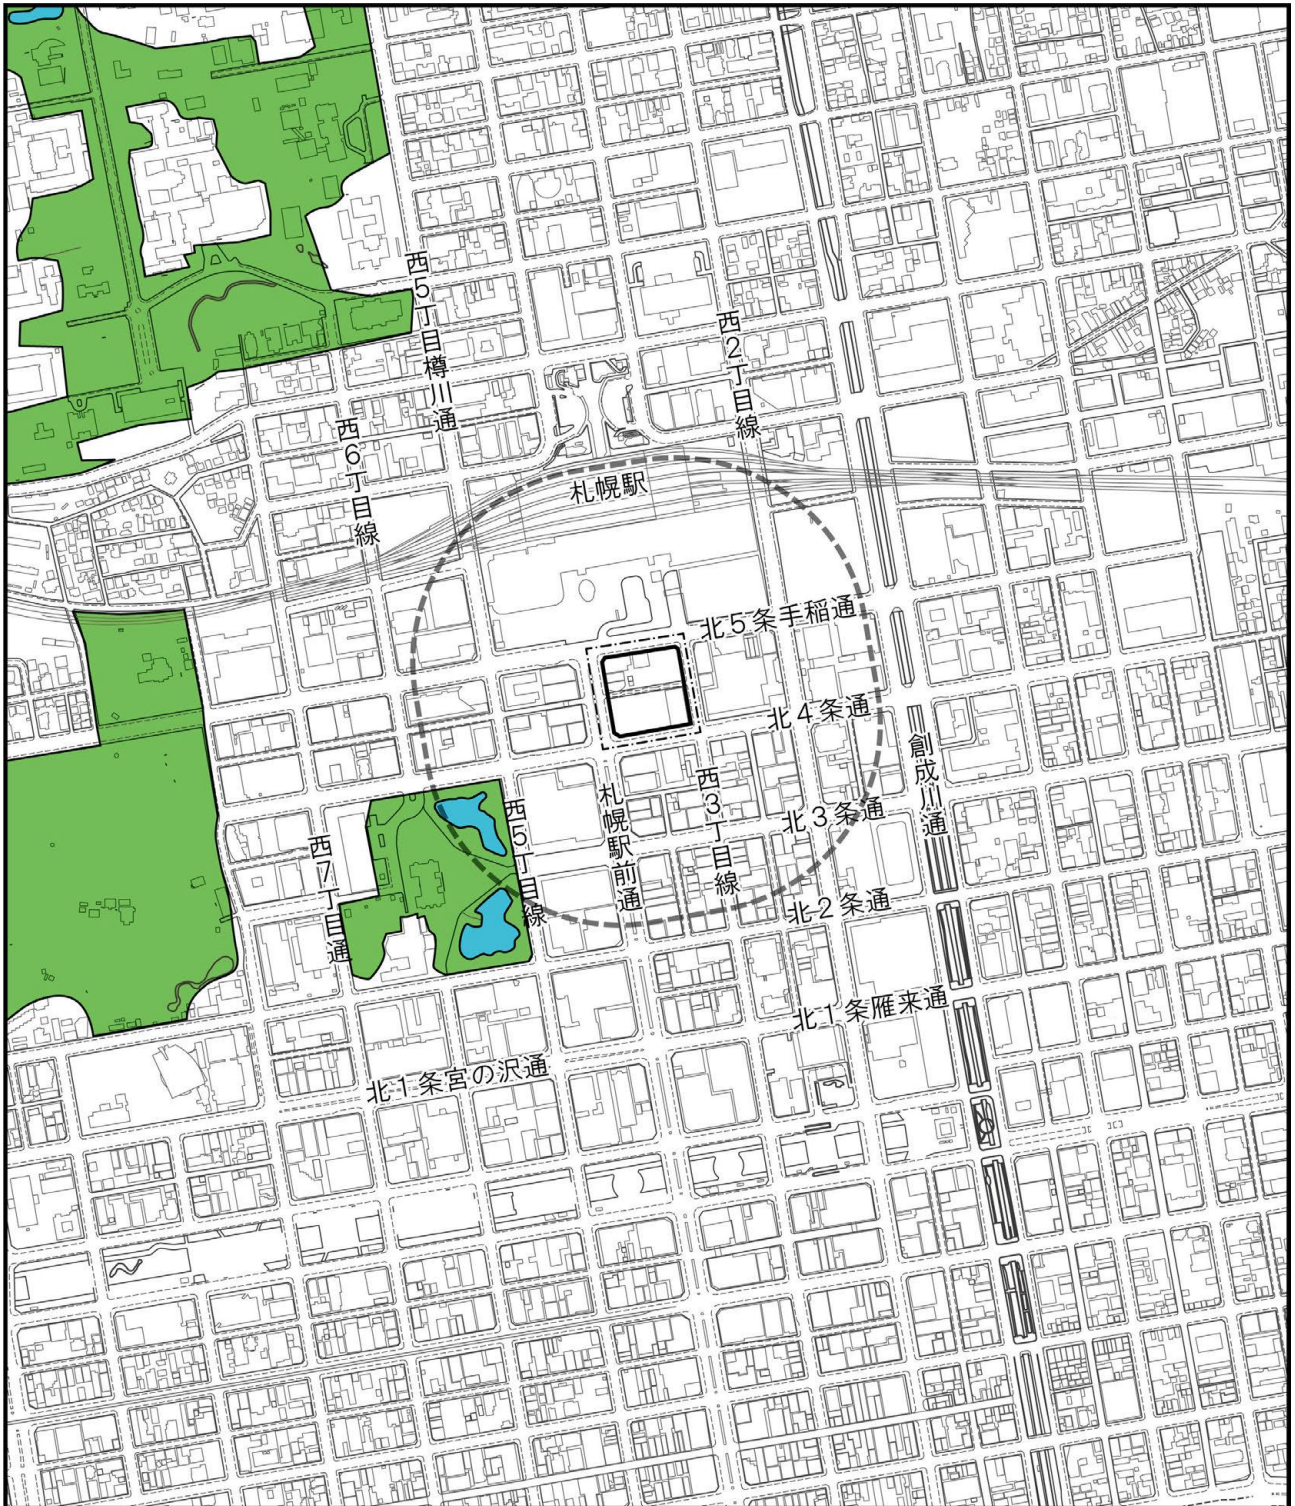 西5丁目樽川通
西2丁目線
西6丁目線
札幌駅
北5条手稲通
北4条通
創成川通
西3丁目線
札幌駅前通
西5丁目線
北3条通
西7丁目通
北2条通
北1条雁来通
北1条宮の沢通